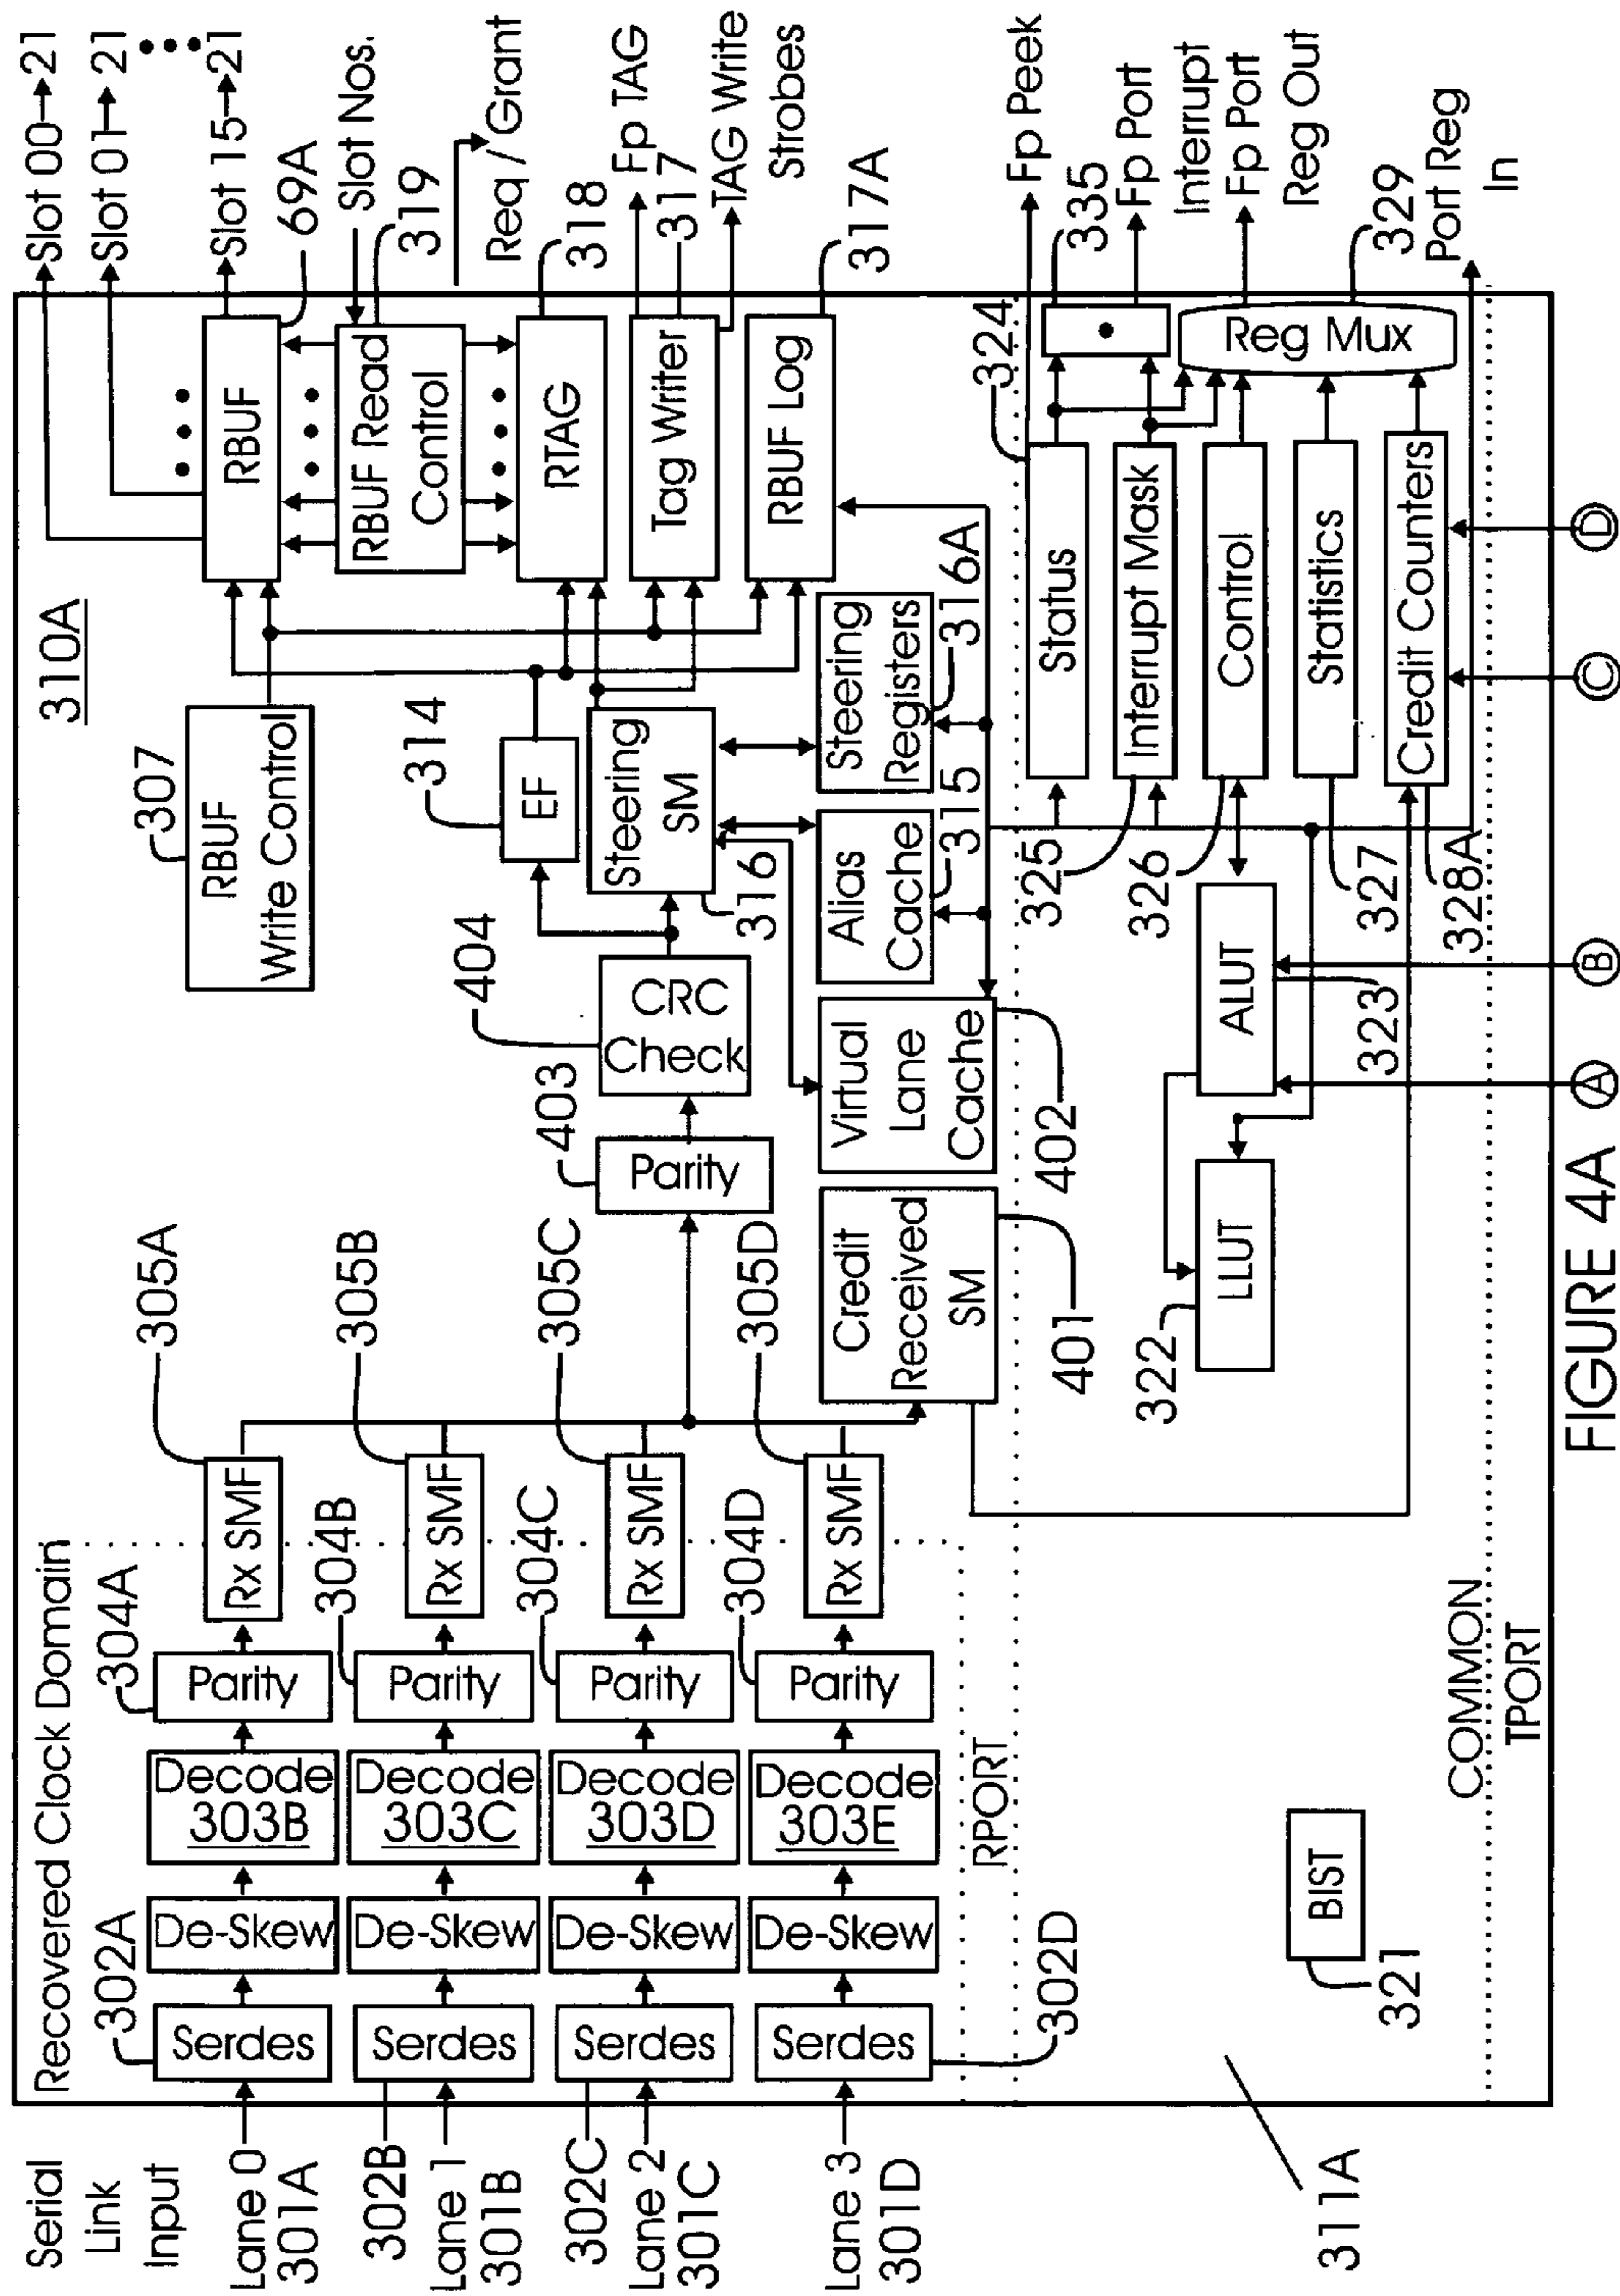 Serial
Link
Input
Lane 0
301A
302B
Lane 1
301B
302C
Lane 2
301C
Lane 3
301D
311A
Recovered Clock Domain
302A
Serdes
De-Skew
Decode
303B
304A
Parity
Rx SMF
305A
Serdes
De-Skew
Decode
303C
304B
Parity
Rx SMF
305B
Serdes
De-Skew
Decode
303D
304C
Parity
Rx SMF
305C
Serdes
302D
De-Skew
Decode
303E
304D
Parity
Rx SMF
305D
RPORT
403
Parity
404
CRC
Check
307
RBUF
Write Control
310A
314
EF
Steering
SM
316
Credit
Received
SM
401
Virtual
Lane
Cache
402
Alias
Cache
315
Steering
Registers
316A
RBUF
69A
RBUF Read
Control
319
RTAG
318
Tag Writer
317
RBUF Log
317A
Slot 00
21
Slot 01
21
Slot 15
21
Slot Nos.
Req / Grant
Fp TAG
TAG Write
Strobes
Fp Peek
Fp Port
Interrupt
Fp Port
Reg Out
Port Reg
In
BIST
321
LLUT
322
ALUT
323
Status
324
Interrupt Mask
325
Control
326
Statistics
327
Credit Counters
328A
335
Reg Mux
329
COMMON
TPORT
A
B
C
D
FIGURE 4A